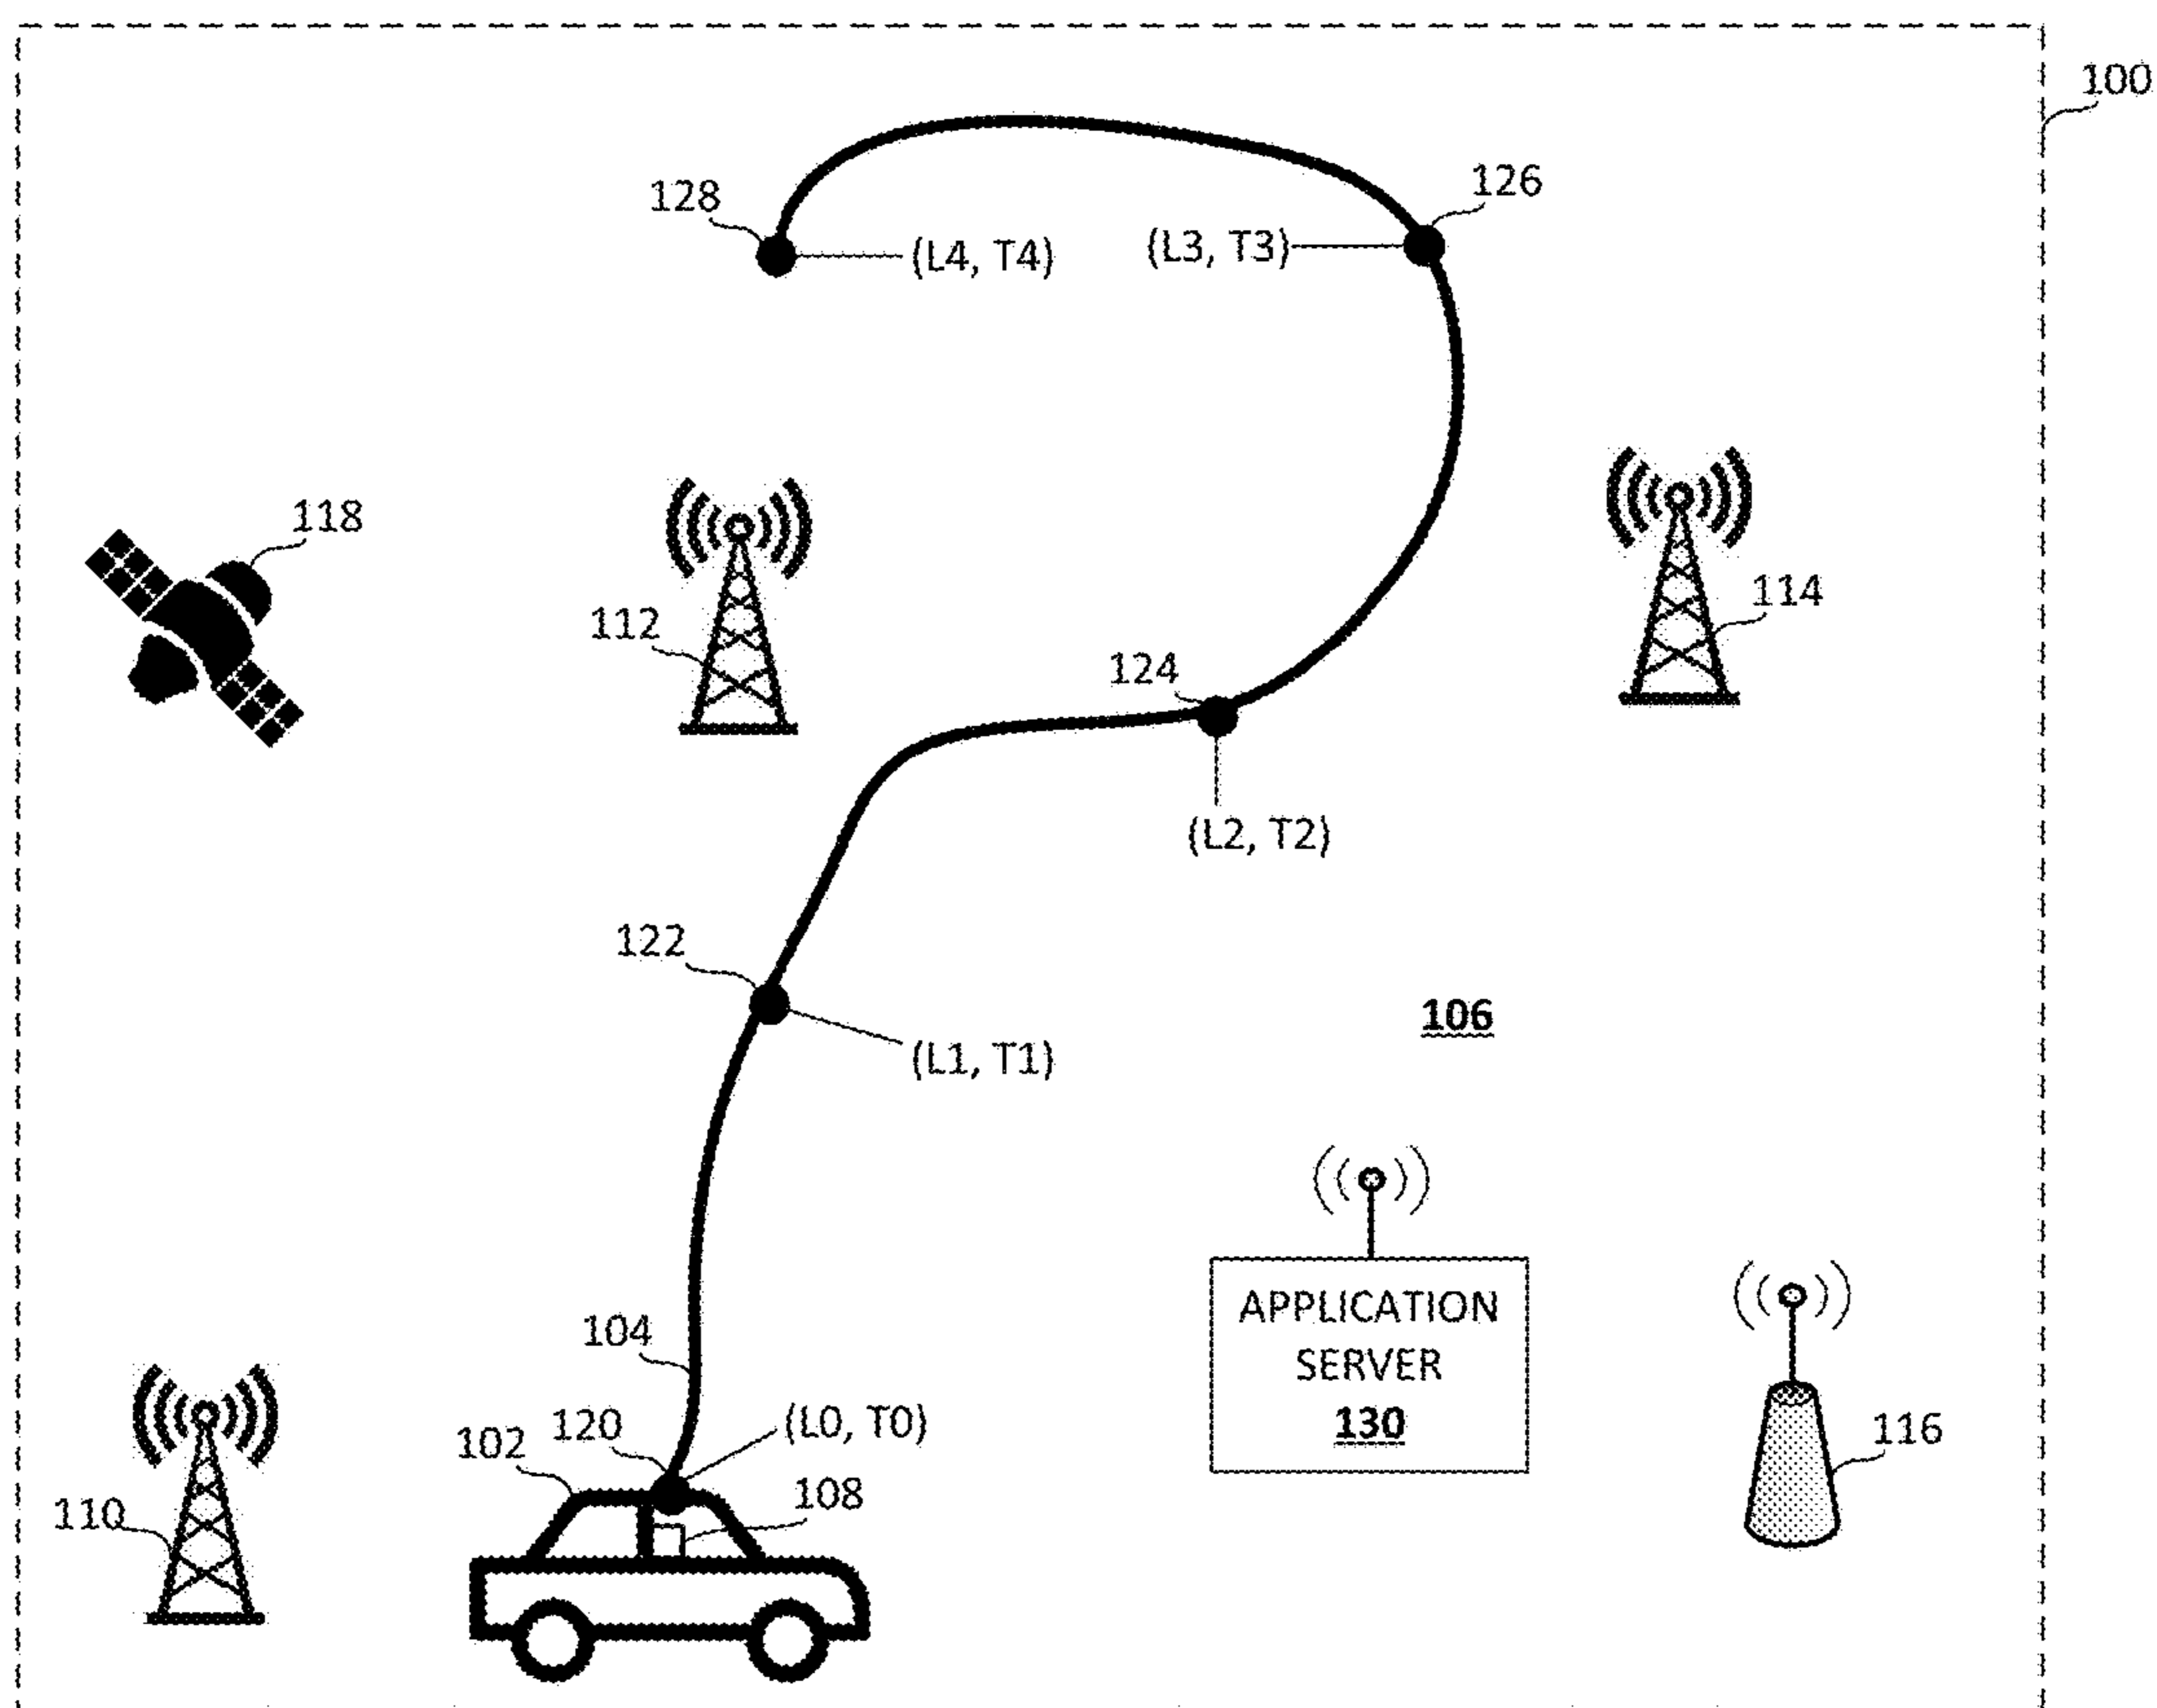 100
128
126
(L4, T4)
(L3, T3)
118
112
114
124
(L2, T2)
122
106
(L1, T1)
104
APPLICATION
SERVER
130
120
(L0, T0)
102
108
116
110